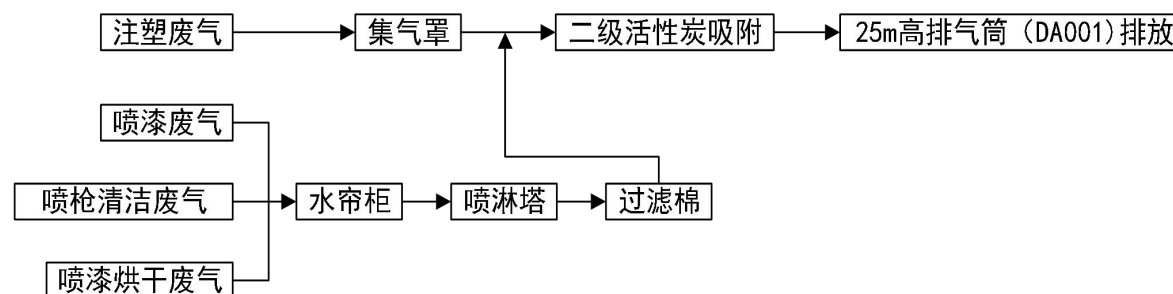 注塑废气
集气罩
二级活性炭吸附
25m高排气筒（DA001)排放
喷漆废气
喷枪清洁废气
水帘柜
喷淋塔
过滤棉
喷漆烘干废气